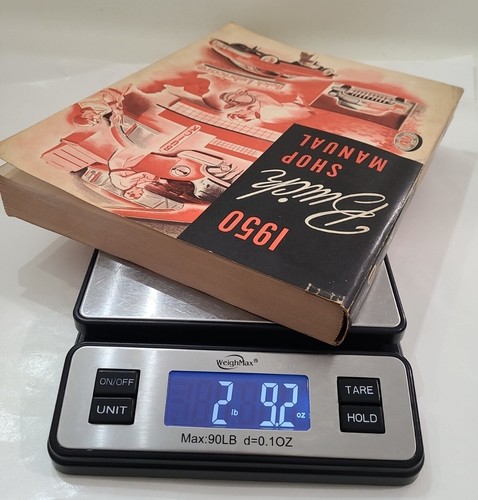 1950
Buick
SHOP
MANUAL
WeighMax®
ON/OFF
UNIT
2 lb 9.2 oz
TARE
HOLD
Max:90LB d=0.1OZ